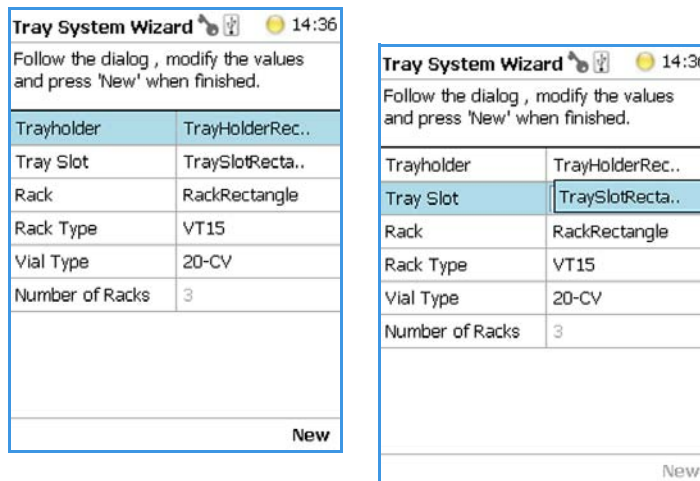 Tray System Wizard 14:36
Follow the dialog , modify the values
and press 'New' when finished.
Trayholder TrayHolderRec..
Tray Slot TraySlotRecta..
Rack RackRectangle
Rack Type VT15
Vial Type 20-CV
Number of Racks 3
New
Tray System Wizard 14:36
Follow the dialog , modify the values
and press 'New' when finished.
Trayholder TrayHolderRec..
Tray Slot TraySlotRecta..
Rack RackRectangle
Rack Type VT15
Vial Type 20-CV
Number of Racks 3
New